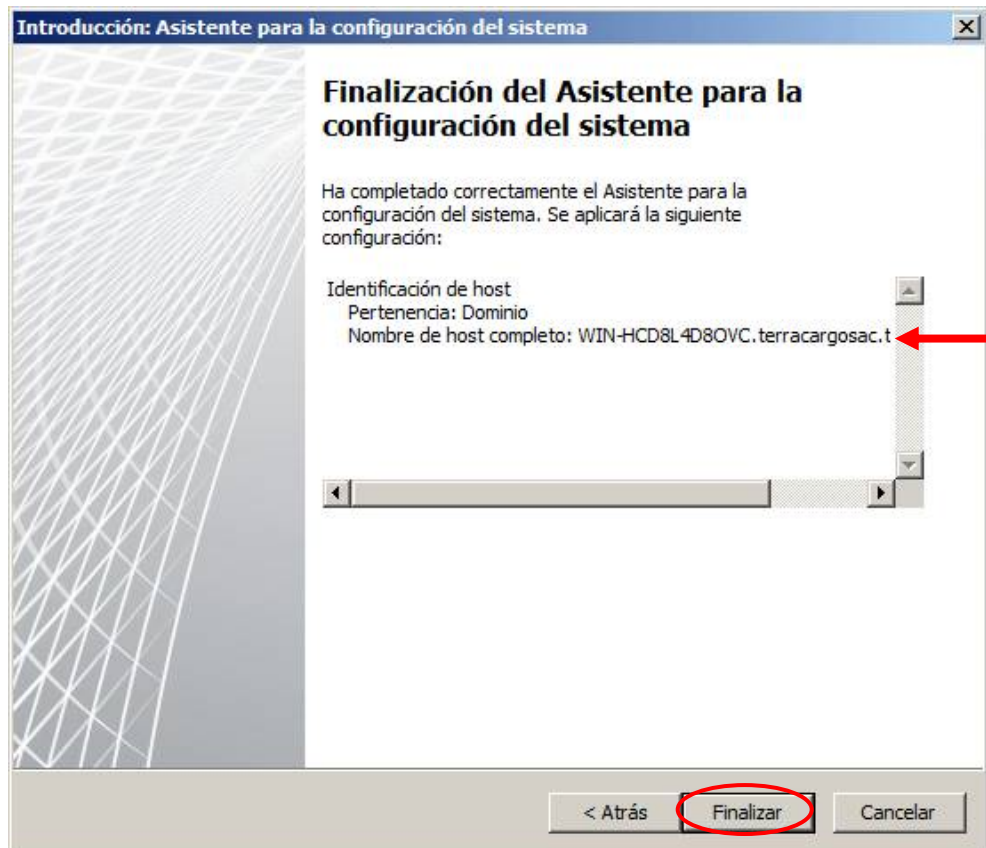 Introducción: Asistente para la configuración del sistema
Finalización del Asistente para la
configuración del sistema
Ha completado correctamente el Asistente para la
configuración del sistema. Se aplicará la siguiente
configuración:
Identificación de host
Pertenencia: Dominio
Nombre de host completo: WIN-HCD8L4D8OVC.terracargosac.t
< Atrás
Finalizar
Cancelar